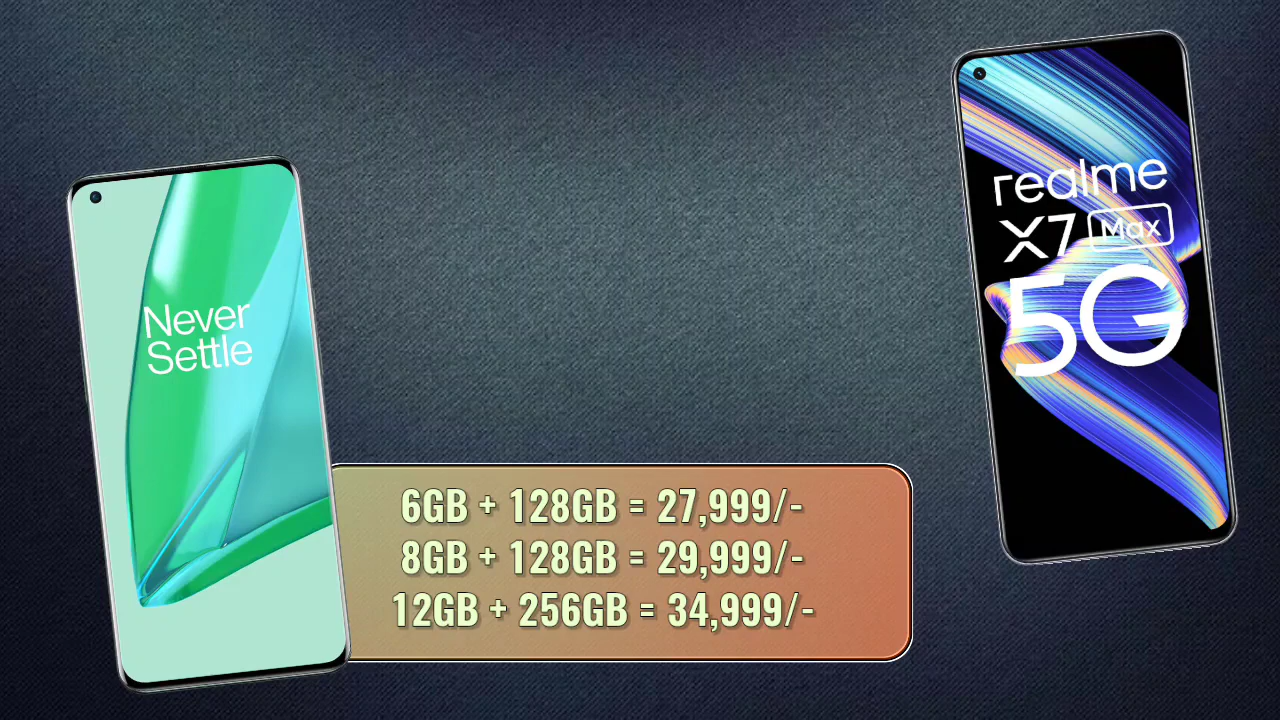 Never
Settle
realme
X7 Max
5G
6GB + 128GB = 27,999/-
8GB + 128GB = 29,999/-
12GB + 256GB = 34,999/-